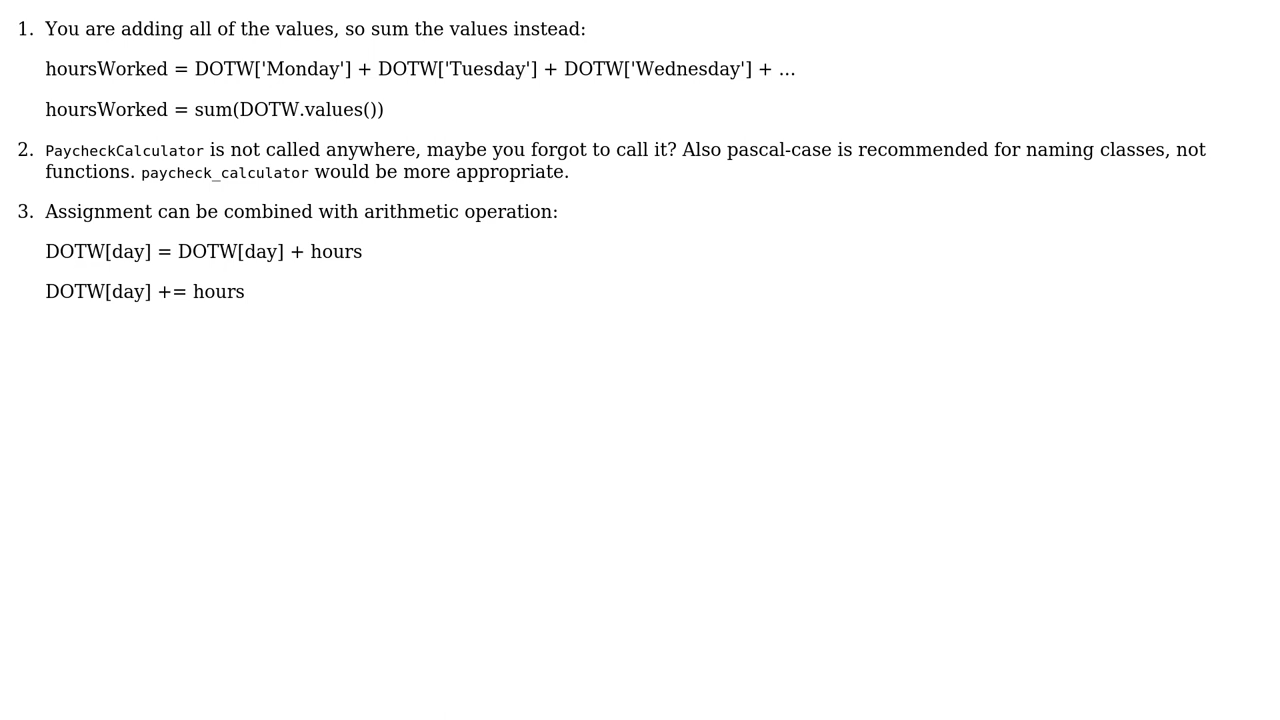 1. You are adding all of the values, so sum the values instead:
hoursWorked = DOTW['Monday'] + DOTW['Tuesday'] + DOTW['Wednesday'] + ...
hoursWorked = sum(DOTW.values())
2. PaycheckCalculator is not called anywhere, maybe you forgot to call it? Also pascal-case is recommended for naming classes, not
functions. paycheck_calculator would be more appropriate.
3. Assignment can be combined with arithmetic operation:
DOTW[day] = DOTW[day] + hours
DOTW[day] += hours